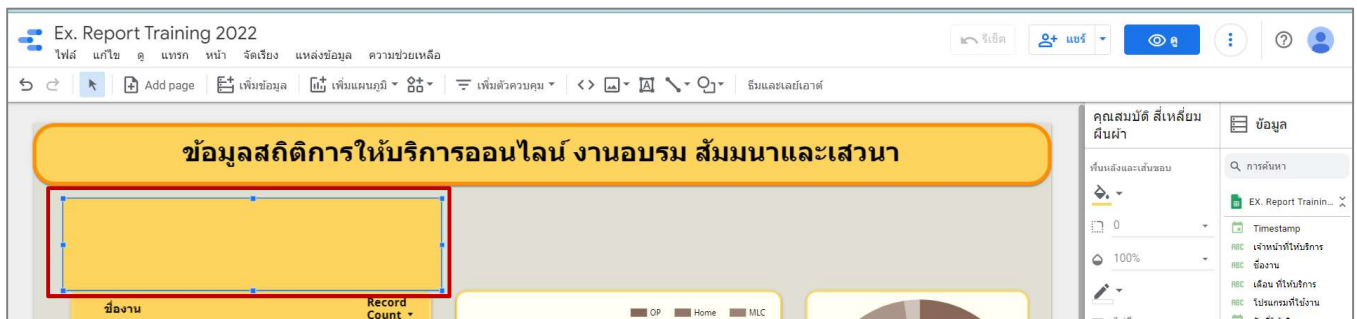 Ex. Report Training 2022
ไฟล์ แก้ไข ดู แทรก หน้า จัดเรียง แหล่งข้อมูล ความช่วยเหลือ
รีเซ็ต แชร์ ดู
Add page เพิ่มข้อมูล เพิ่มแผนภูมิ เพิ่มตัวควบคุม ธีมและเลย์เอาต์
ข้อมูลสถิติการให้บริการออนไลน์ งานอบรม สัมมนาและเสวนา
ชื่องาน
Record
Count
OP Home MLC
คุณสมบัติ สี่เหลี่ยม
ผืนผ้า
พื้นหลังและเส้นขอบ
0
100%
ข้อมูล
การค้นหา
EX. Report Trainin...
Timestamp
ABC เจ้าหน้าที่ให้บริการ
ABC ชื่องาน
ABC เดือน ที่ให้บริการ
ABC โปรแกรมที่ใช้งาน